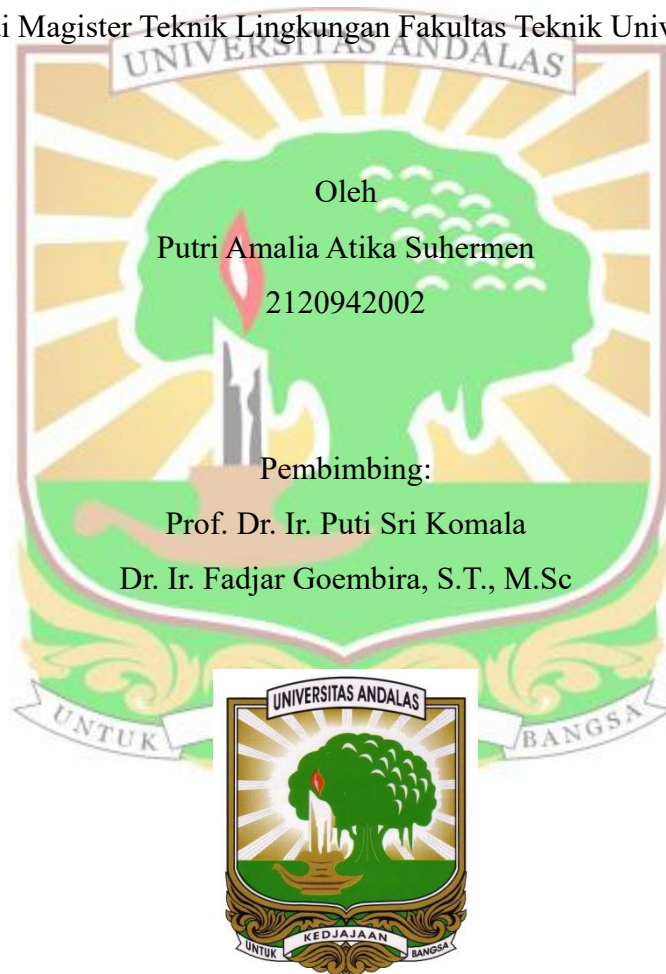 i Magister Teknik Lingkungan Fakultas Teknik Univ
UNIVERSITAS ANDALAS
Oleh
Putri Amalia Atika Suhermen
2120942002
Pembimbing:
Prof. Dr. Ir. Puti Sri Komala
Dr. Ir. Fadjar Goembira, S.T., M.Sc
UNTUK BANGSA
UNIVERSITAS ANDALAS
KEDJAJAAN
UNTUK BANGSA